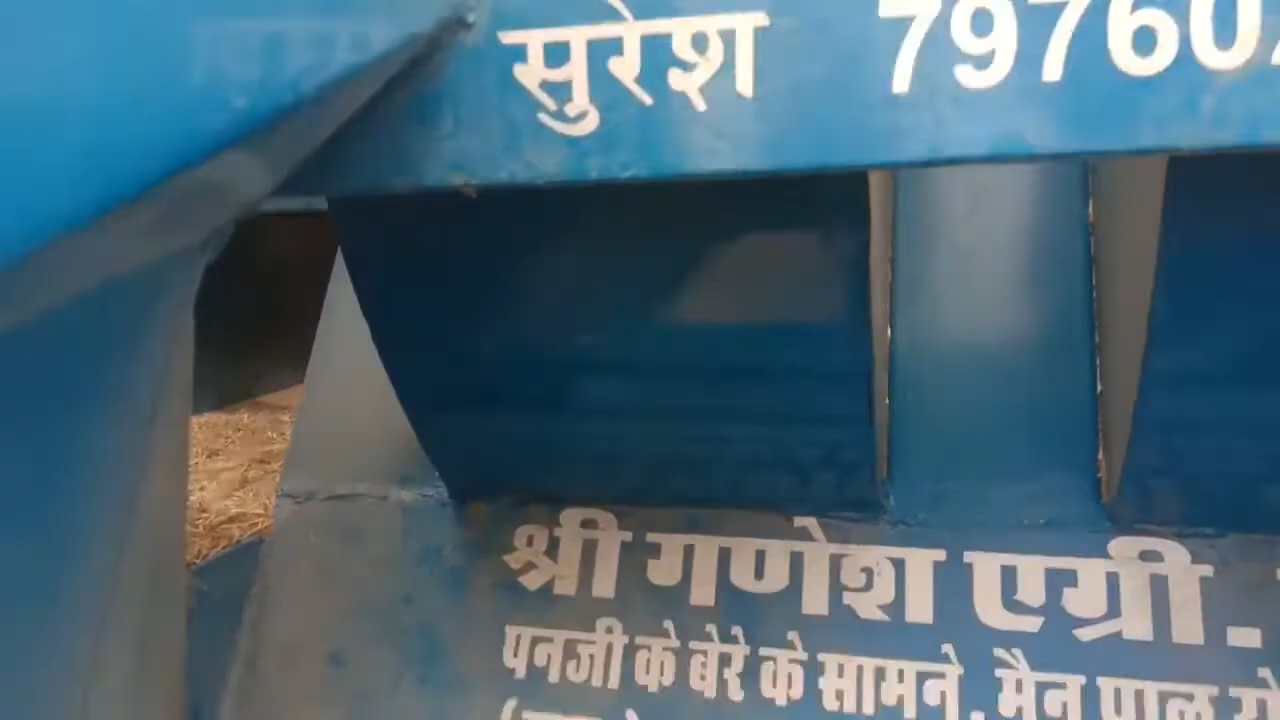 सुरेश 79760
श्री गणेश एग्री.
पनजी के बेरे के सामने, मैन पाल